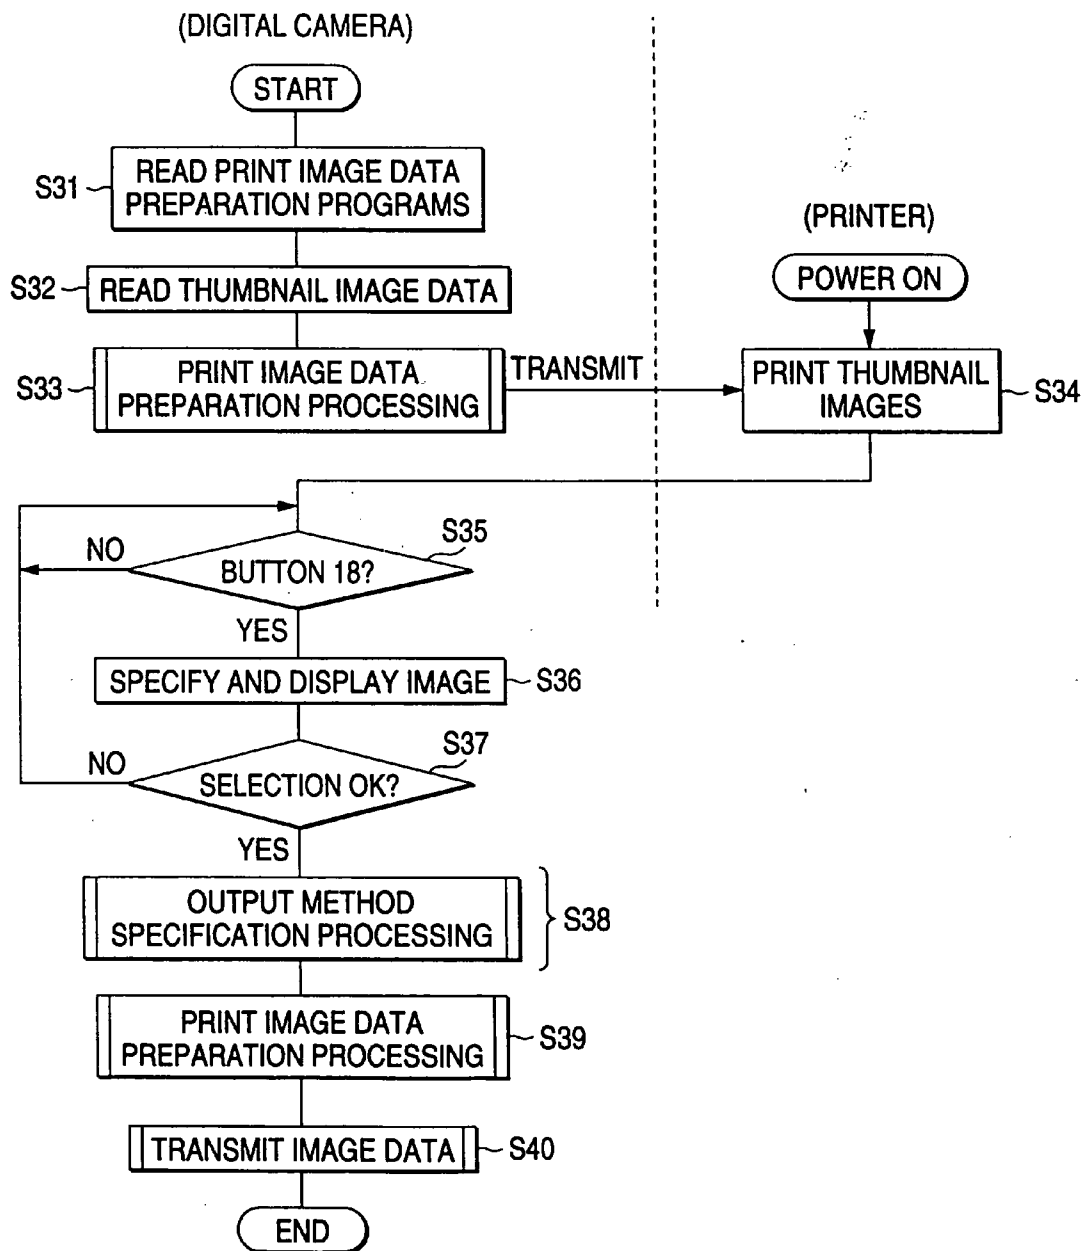 (DIGITAL CAMERA)
START
S31
READ PRINT IMAGE DATA
PREPARATION PROGRAMS
(PRINTER)
S32
READ THUMBNAIL IMAGE DATA
POWER ON
S33
PRINT IMAGE DATA
PREPARATION PROCESSING
TRANSMIT
PRINT THUMBNAIL
IMAGES
S34
S35
NO
BUTTON 18?
YES
SPECIFY AND DISPLAY IMAGE
S36
S37
NO
SELECTION OK?
YES
OUTPUT METHOD
SPECIFICATION PROCESSING
S38
PRINT IMAGE DATA
PREPARATION PROCESSING
S39
TRANSMIT IMAGE DATA
S40
END